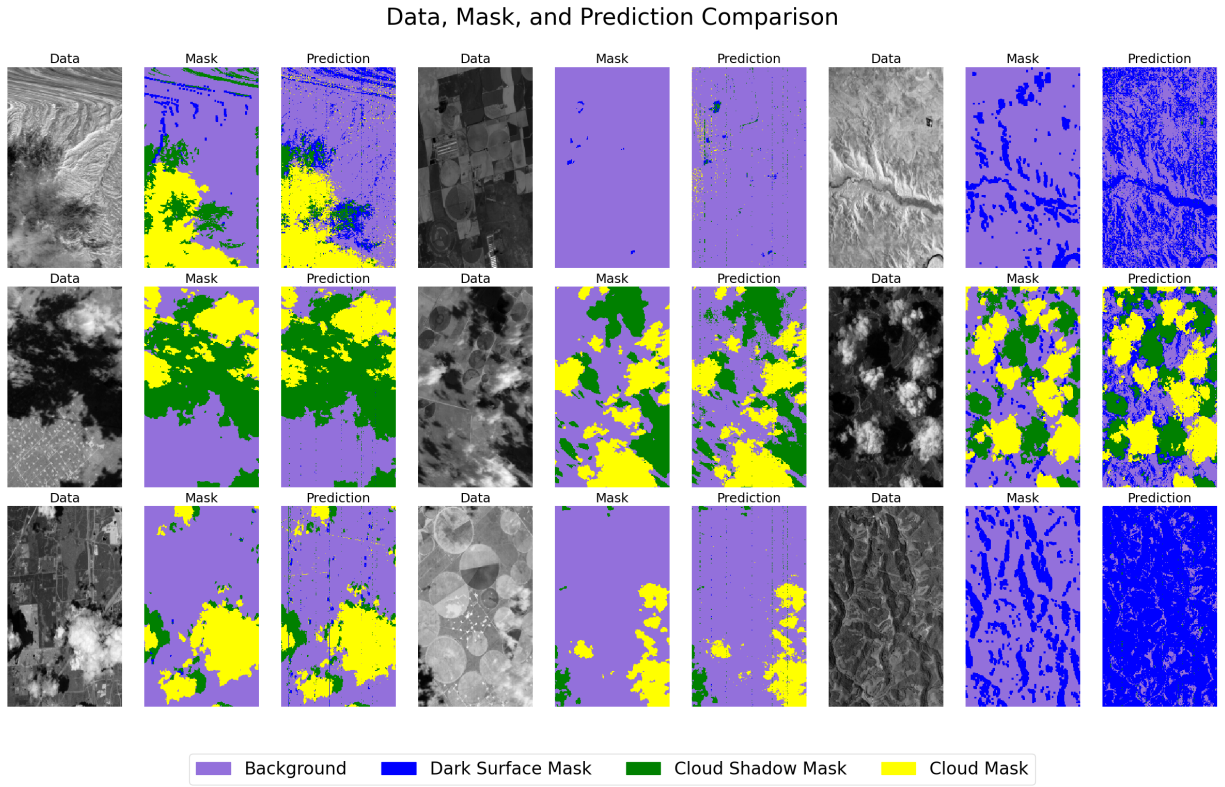 Data, Mask, and Prediction Comparison
Data Mask Prediction Data Mask Prediction Data Mask Prediction
Data Mask Prediction Data Mask Prediction Data Mask Prediction
Data Mask Prediction Data Mask Prediction Data Mask Prediction
Background Dark Surface Mask Cloud Shadow Mask Cloud Mask